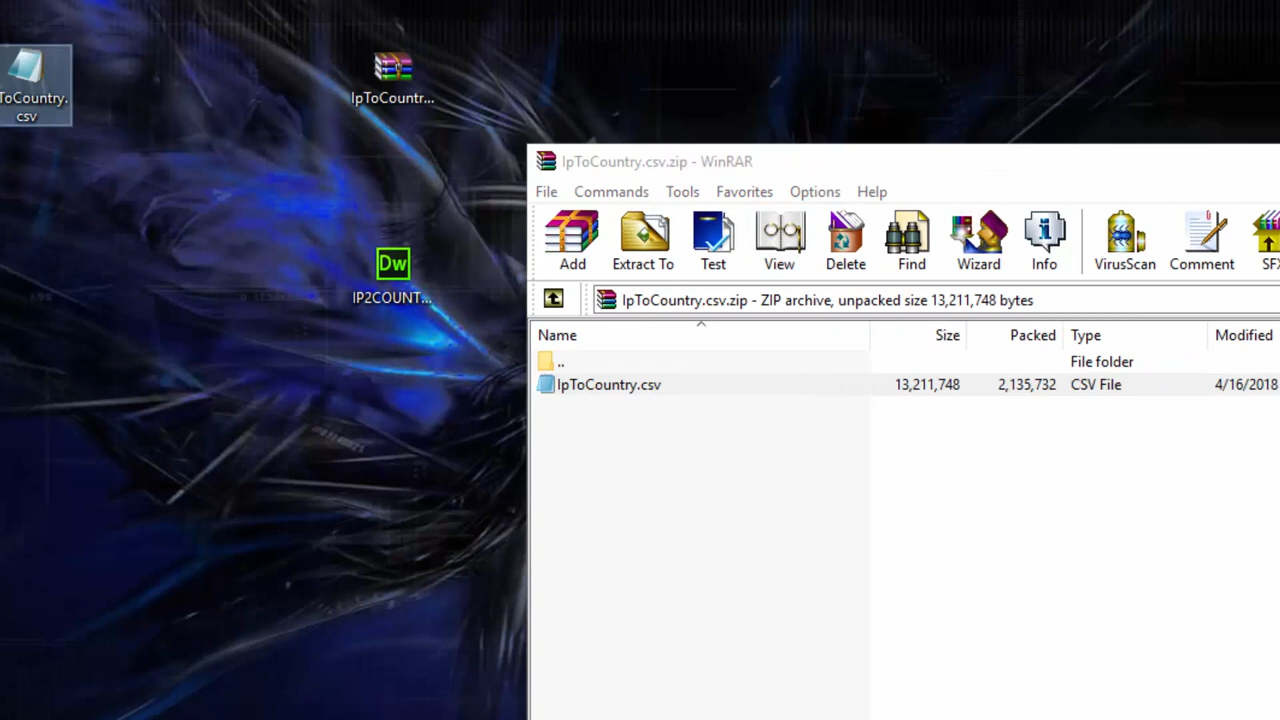 ToCountry.
csv
IpToCountr...
Dw
IP2COUNT...
IpToCountry.csv.zip - WinRAR
File Commands Tools Favorites Options Help
Add Extract To Test View Delete Find Wizard Info VirusScan Comment SFX
IpToCountry.csv.zip - ZIP archive, unpacked size 13,211,748 bytes
Name Size Packed Type Modified
.. File folder
IpToCountry.csv 13,211,748 2,135,732 CSV File 4/16/2018